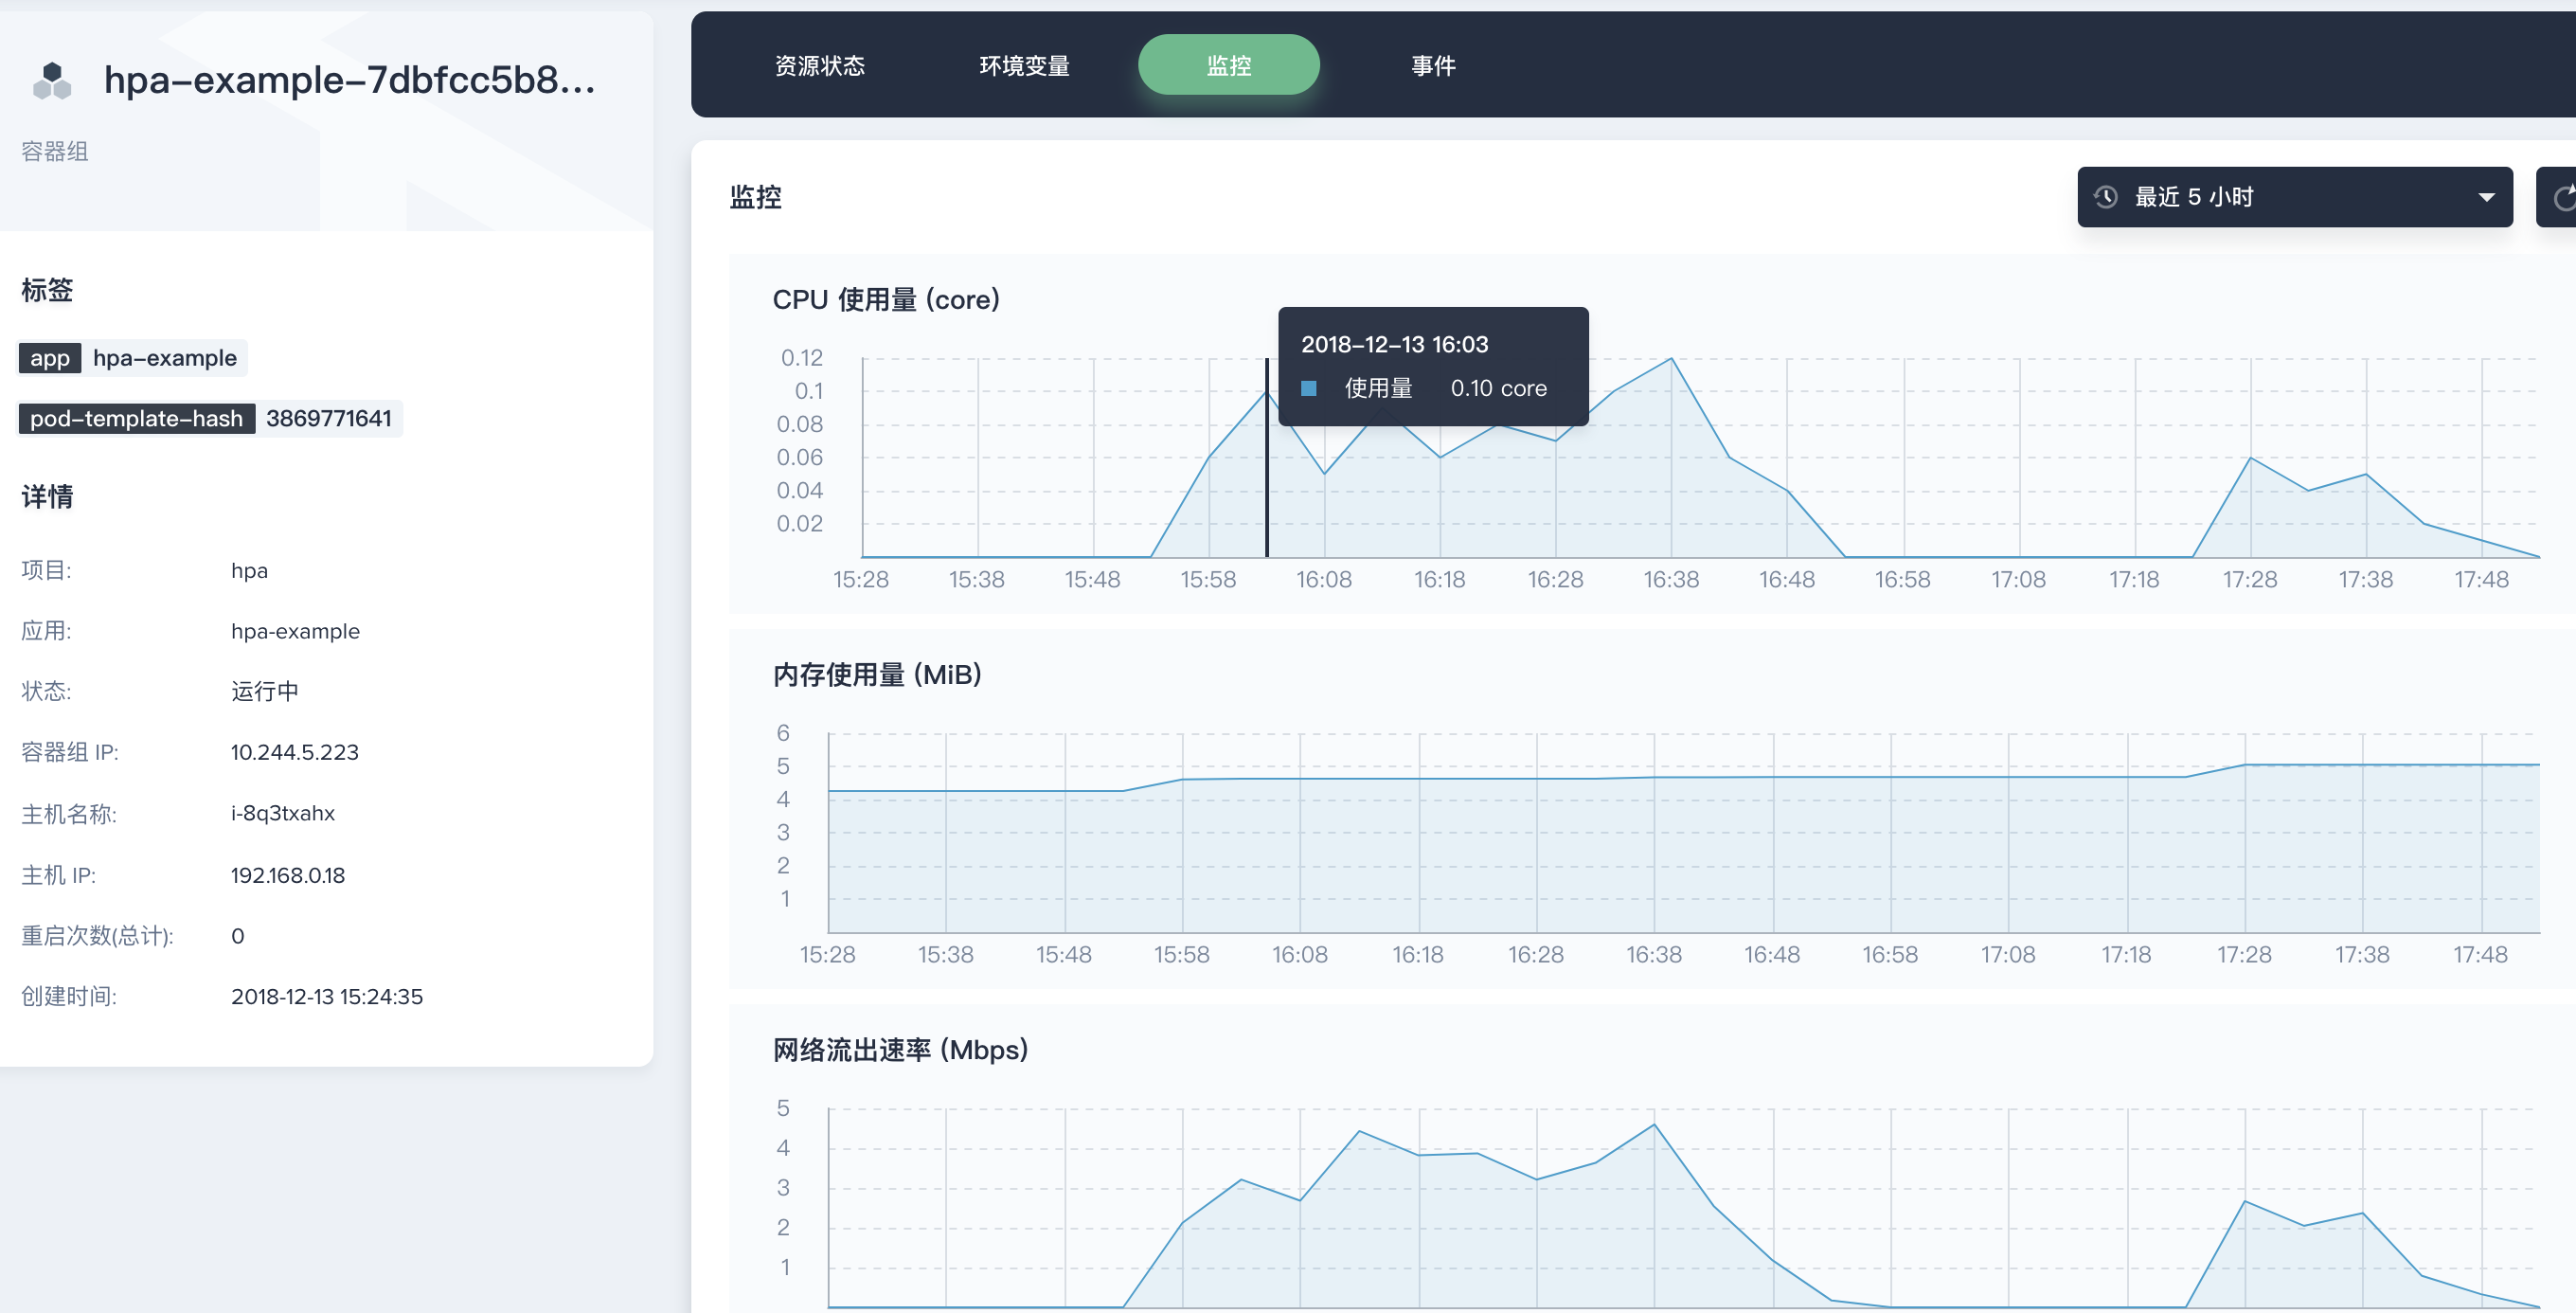 hpa-example-7dbfcc5b8...
容器组
标签
app hpa-example
pod-template-hash 3869771641
详情
项目: hpa
应用: hpa-example
状态: 运行中
容器组 IP: 10.244.5.223
主机名称: i-8q3txahx
主机 IP: 192.168.0.18
重启次数(总计): 0
创建时间: 2018-12-13 15:24:35
资源状态 环境变量 监控 事件
监控
最近 5 小时
CPU 使用量 (core)
2018-12-13 16:03
使用量 0.10 core
0.12
0.1
0.08
0.06
0.04
0.02
15:28 15:38 15:48 15:58 16:08 16:18 16:28 16:38 16:48 16:58 17:08 17:18 17:28 17:38 17:48
内存使用量 (MiB)
6
5
4
3
2
1
15:28 15:38 15:48 15:58 16:08 16:18 16:28 16:38 16:48 16:58 17:08 17:18 17:28 17:38 17:48
网络流出速率 (Mbps)
5
4
3
2
1